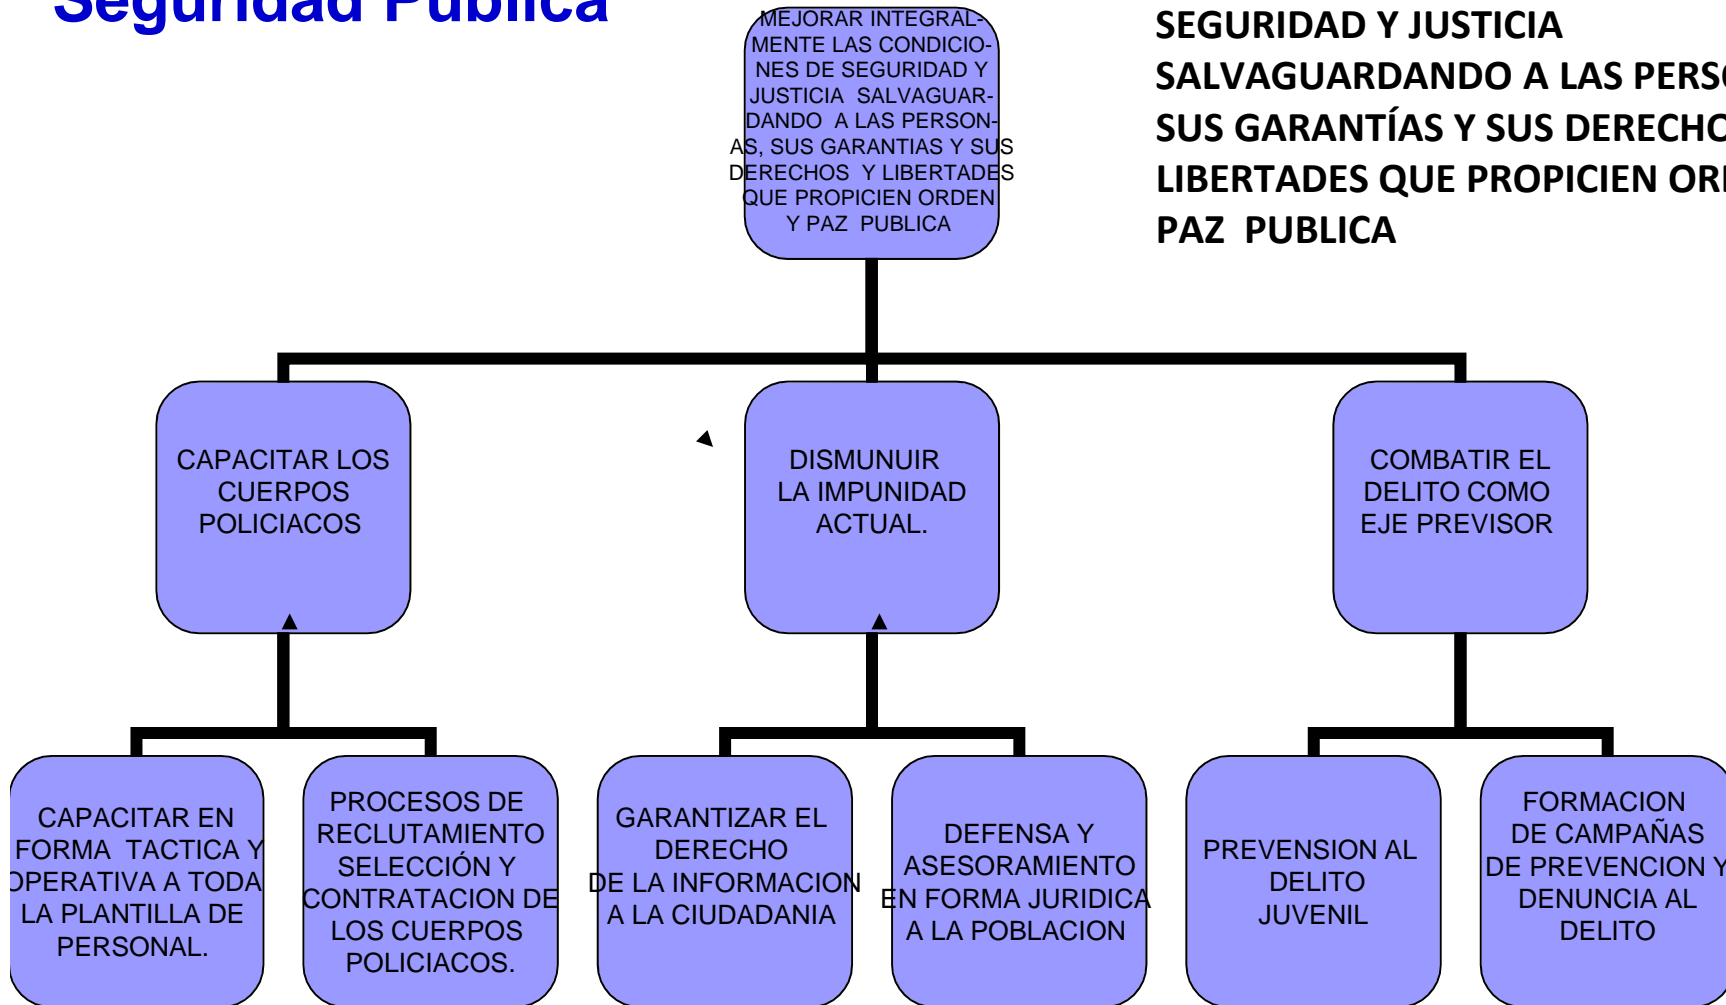 Seguridad Pública
MEJORAR INTEGRAL-
MENTE LAS CONDICIO-
NES DE SEGURIDAD Y
JUSTICIA SALVAGUAR-
DANDO A LAS PERSON-
AS, SUS GARANTIAS Y SUS
DERECHOS Y LIBERTADES
QUE PROPICIEN ORDEN
Y PAZ PUBLICA
SEGURIDAD Y JUSTICIA
SALVAGUARDANDO A LAS
SUS GARANTÍAS Y SUS
LIBERTADES QUE PROPICIEN
PAZ PUBLICA
CAPACITAR LOS
CUERPOS
POLICIACOS
DISMUNUIR
LA IMPUNIDAD
ACTUAL.
COMBATIR EL
DELITO COMO
EJE PREVISOR
CAPACITAR EN
FORMA TACTICA Y
OPERATIVA A TODA
LA PLANTILLA DE
PERSONAL.
PROCESOS DE
RECLUTAMIENTO
SELECCIÓN Y
CONTRATACION DE
LOS CUERPOS
POLICIACOS.
GARANTIZAR EL
DERECHO
DE LA INFORMACION
A LA CIUDADANIA
DEFENSA Y
ASESORAMIENTO
EN FORMA JURIDICA
A LA POBLACION
PREVENSION AL
DELITO
JUVENIL
FORMACION
DE CAMPAÑAS
DE PREVENCION Y
DENUNCIA AL
DELITO